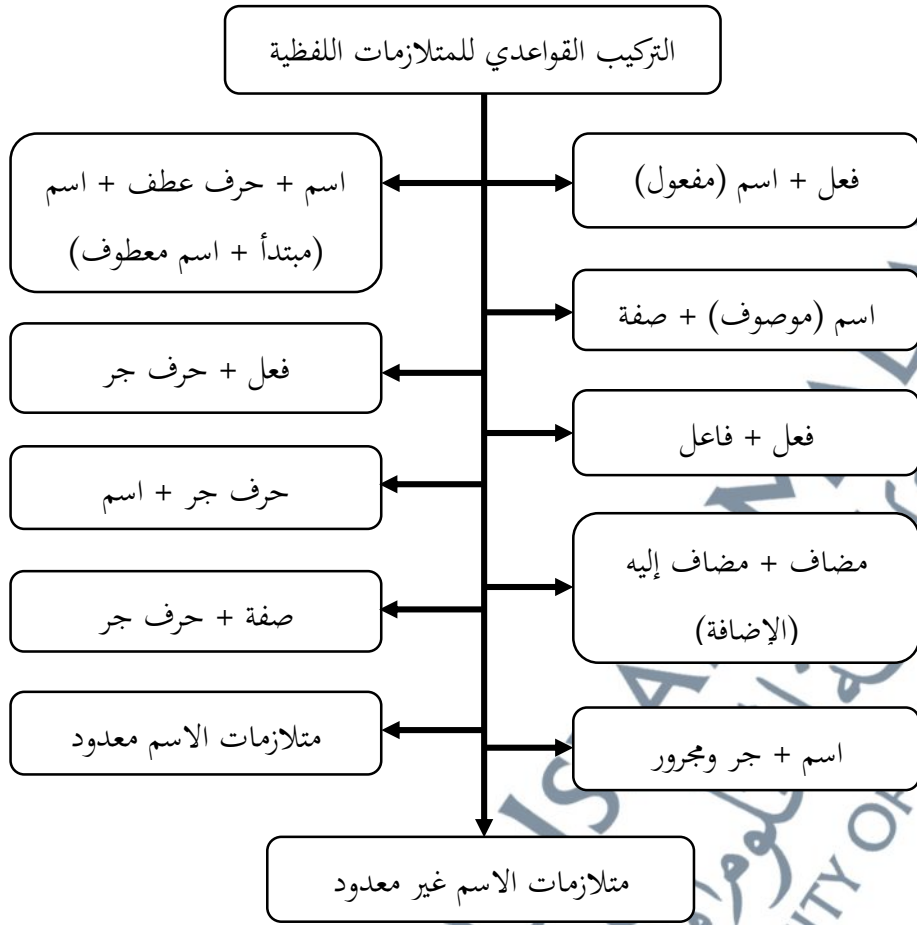 التركيب القواعدي للمتلازمات اللفظية
فعل + اسم (مفعول)
اسم + حرف عطف + اسم
(مبتدأ + اسم معطوف)
اسم (موصوف) + صفة
فعل + حرف جر
فعل + فاعل
حرف جر + اسم
مضاف + مضاف إليه
(الإضافة)
صفة + حرف جر
اسم + جر ومجرور
متلازمات الاسم معدود
متلازمات الاسم غير معدود